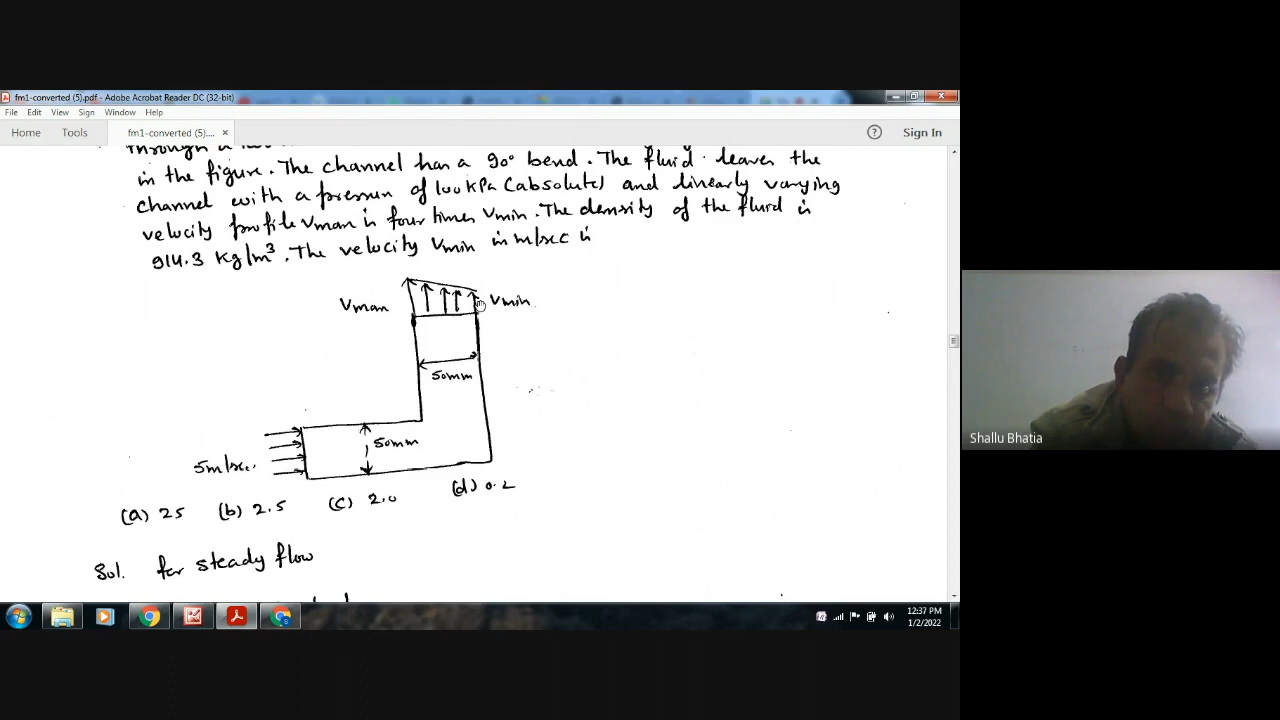 fm1-converted (5).pdf - Adobe Acrobat Reader DC (32-bit)
File Edit View Sign Window Help
Home Tools fm1-converted (5).... × ? Sign In
through a
in the figure. The channel has a 90° bend. The fluid leaves the
channel with a pressure of 100 kPa (absolute) and linearly varying
velocity profile Vman is four times Vmin. The density of the fluid is
914.3 Kg/m³. The velocity Vmin in m/sec is
Vman Vmin
50mm
50mm
5m/sec.
(a) 25 (b) 2.5 (c) 2.0 (d) 0.2
Sol. for steady flow
Shallu Bhatia
12:37 PM
1/2/2022